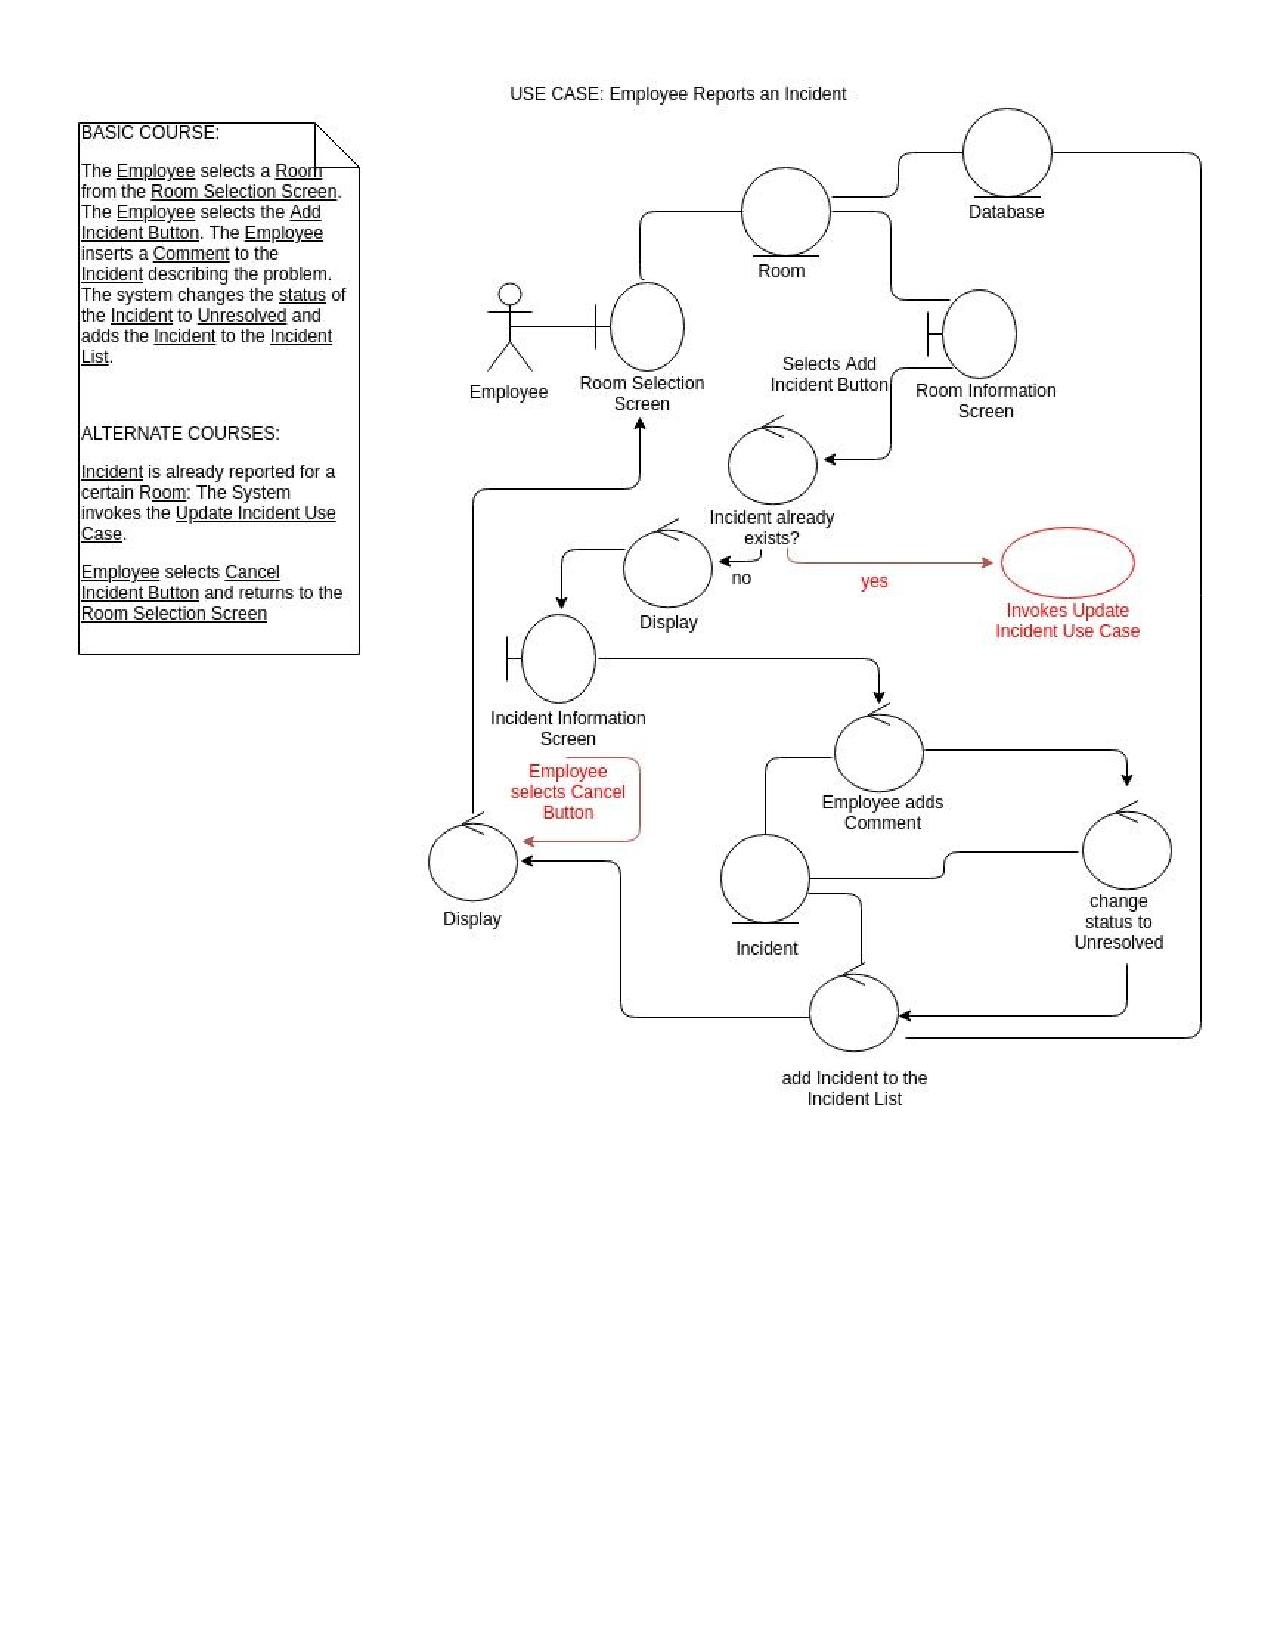 USE CASE: Employee Reports an Incident
BASIC COURSE:
The Employee selects a Room
from the Room Selection Screen.
The Employee selects the Add
Incident Button. The Employee
inserts a Comment to the
Incident describing the problem.
The system changes the status of
the Incident to Unresolved and
adds the Incident to the Incident
List.
ALTERNATE COURSES:
Incident is already reported for a
certain Room: The System
invokes the Update Incident Use
Case.
Employee selects Cancel
Incident Button and returns to the
Room Selection Screen
Database
Room
Employee
Room Selection
Screen
Selects Add
Incident Button
Room Information
Screen
Incident already
exists?
no
yes
Display
Invokes Update
Incident Use Case
Incident Information
Screen
Employee
selects Cancel
Button
Employee adds
Comment
Display
Incident
change
status to
Unresolved
add Incident to the
Incident List